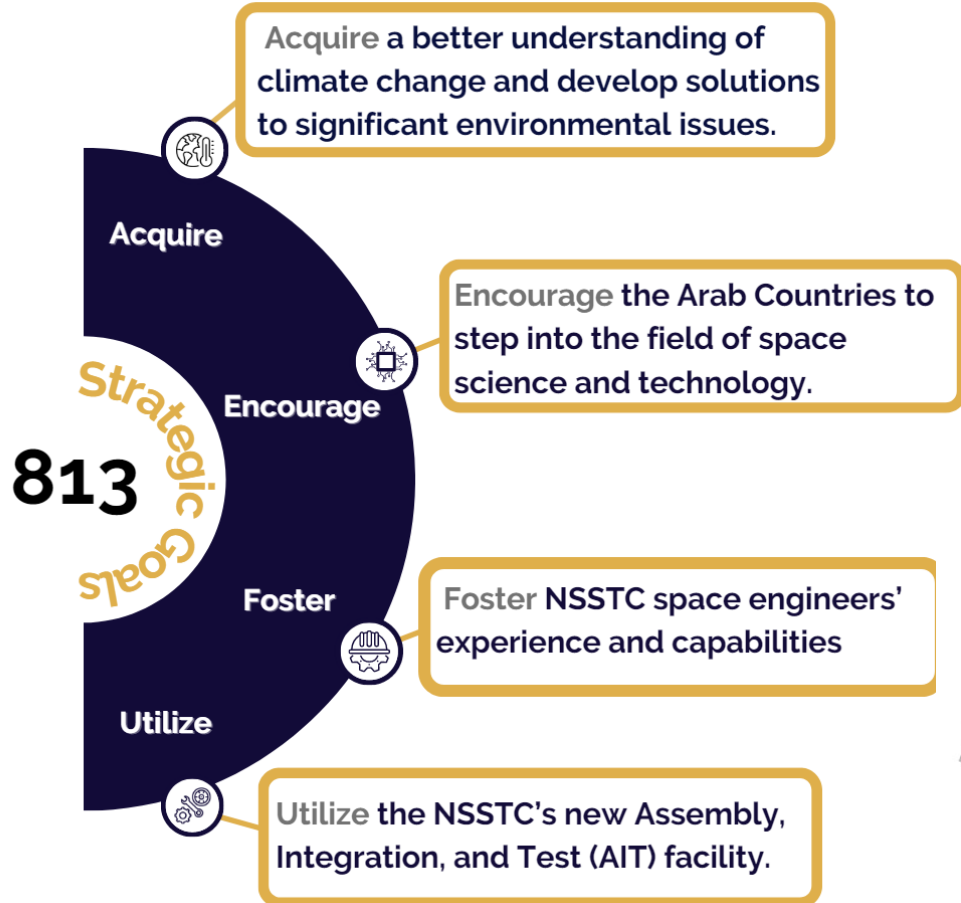 Acquire a better understanding of
climate change and develop solutions
to significant environmental issues.
Acquire
Encourage the Arab Countries to
step into the field of space
science and technology.
Encourage
813
Strategic Goals
Foster
Foster NSSTC space engineers’
experience and capabilities
Utilize
Utilize the NSSTC’s new Assembly,
Integration, and Test (AIT) facility.